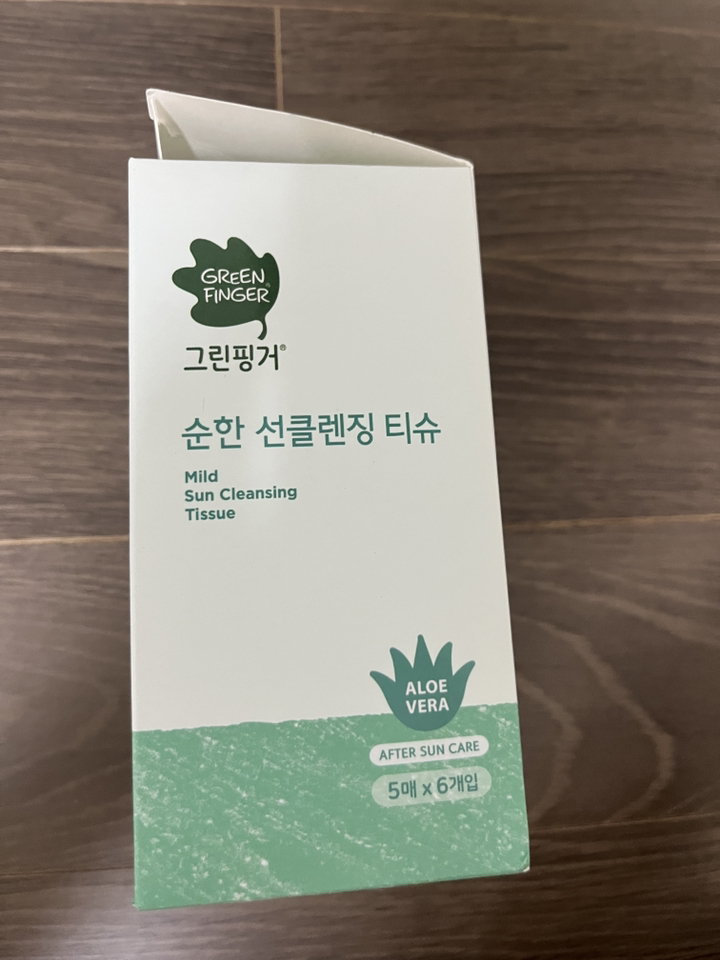 GREEN
FINGER®
그린핑거®
순한 선클렌징 티슈
Mild
Sun Cleansing
Tissue
ALOE
VERA
AFTER SUN CARE
5매 x 6개입